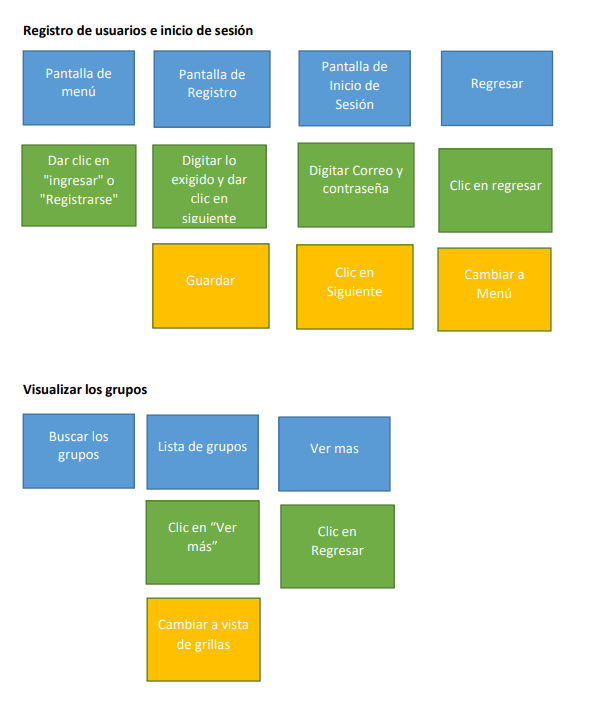 Registro de usuarios e inicio de sesión
Pantalla de
menú
Pantalla de
Registro
Pantalla de
Inicio de
Sesión
Regresar
Dar clic en
"ingresar" o
"Registrarse"
Digitar lo
exigido y dar
clic en
siguiente
Digitar Correo y
contraseña
Clic en regresar
Guardar
Clic en
Siguiente
Cambiar a
Menú
Visualizar los grupos
Buscar los
grupos
Lista de grupos
Ver mas
Clic en “Ver
más”
Clic en
Regresar
Cambiar a vista
de grillas